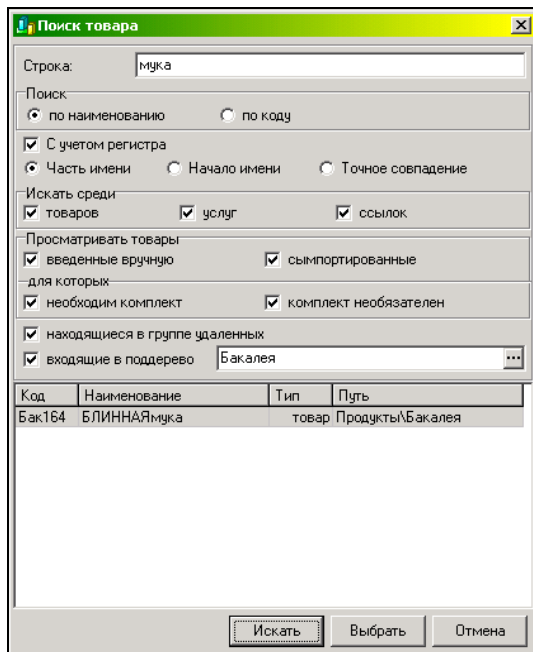 Поиск товара
Строка: мука
Поиск
по наименованию по коду
С учетом регистра
Часть имени Начало имени Точное совпадение
Искать среди
товаров услуг ссылок
Просматривать товары
введенные вручную сымпортированные
для которых
необходим комплект комплект необязателен
находящиеся в группе удаленных
входящие в поддерево Бакалея ...
Код Наименование Тип Путь
Бак164 БЛИННАЯмука товар Продукты\Бакалея
Искать Выбрать Отмена